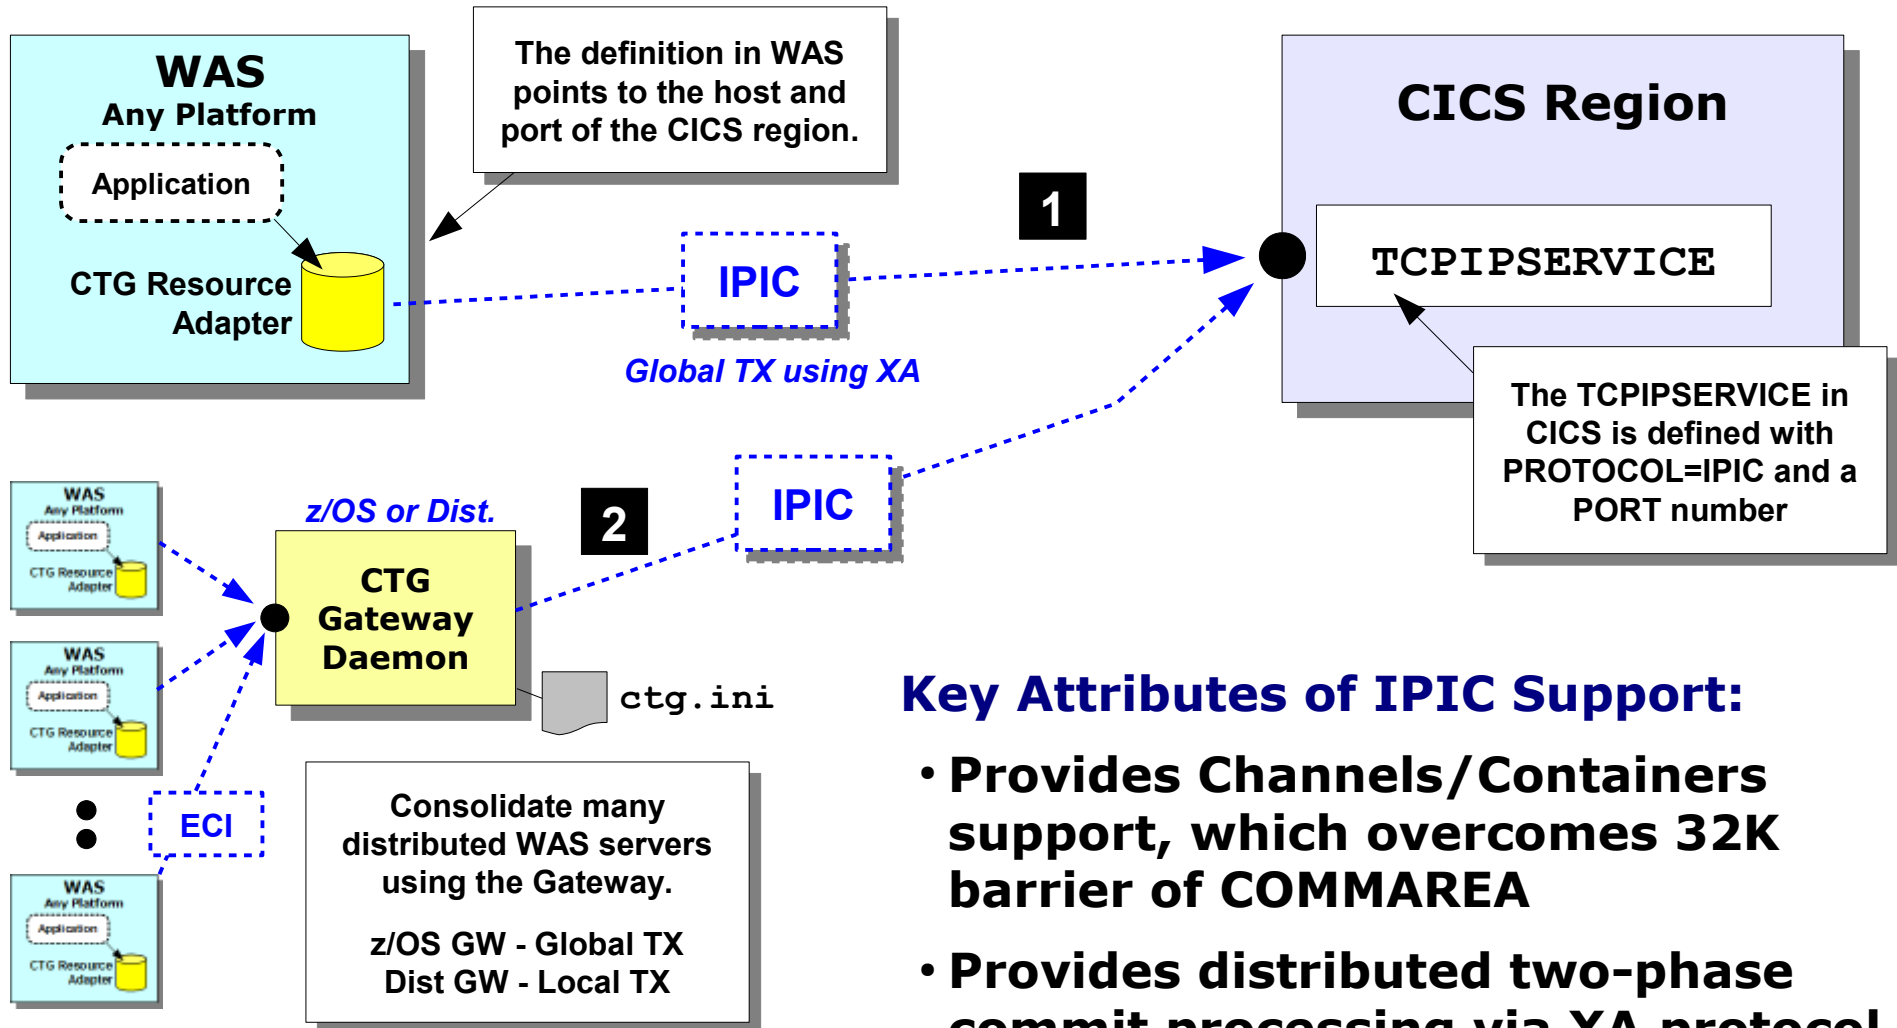 WAS
Any Platform
Application
CTG Resource
Adapter
The definition in WAS
points to the host and
port of the CICS region.
1
IPIC
Global TX using XA
CICS Region
TCPIPSERVICE
The TCPIPSERVICE in
CICS is defined with
PROTOCOL=IPIC and a
PORT number
WAS
Any Platform
Application
CTG Resource
Adapter
WAS
Any Platform
Application
CTG Resource
Adapter
ECI
WAS
Any Platform
Application
CTG Resource
Adapter
z/OS or Dist.
2
IPIC
CTG
Gateway
Daemon
ctg.ini
Consolidate many
distributed WAS servers
using the Gateway.
z/OS GW - Global TX
Dist GW - Local TX
Key Attributes of IPIC Support:
• Provides Channels/Containers
support, which overcomes 32K
barrier of COMMAREA
• Provides distributed two-phase
commit processing via XA protocol